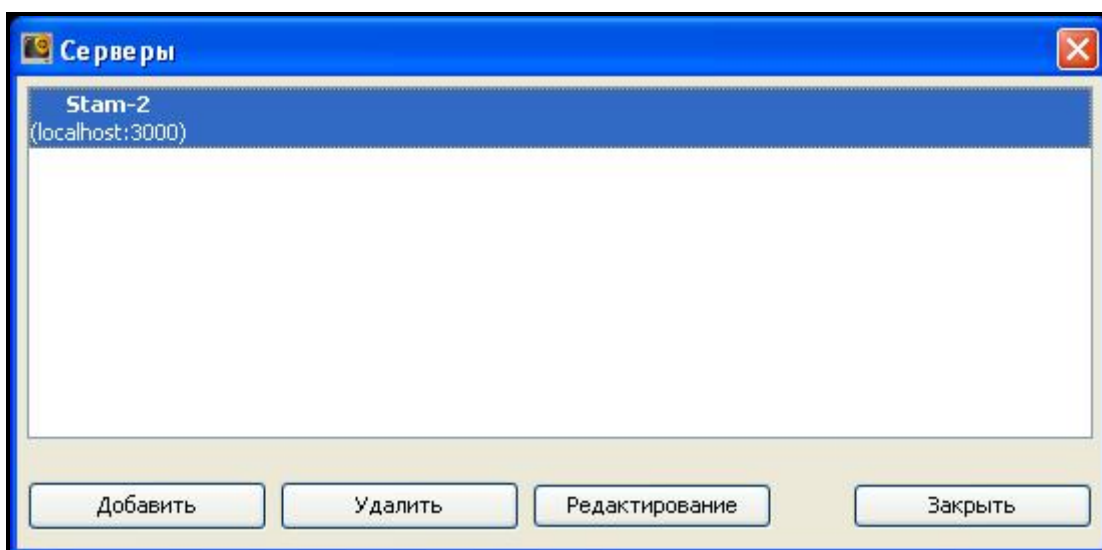 Серверы
Stam-2
(localhost:3000)
Добавить Удалить Редактирование Закрыть